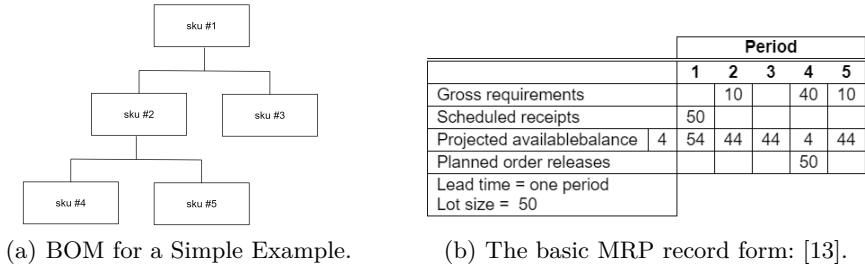 sku #1
sku #2
sku #3
sku #4
sku #5
(a) BOM for a Simple Example.
Period
1 2 3 4 5
Gross requirements 10 40 10
Scheduled receipts 50
Projected availablebalance 4 54 44 44 4 44
Planned order releases 50
Lead time = one period
Lot size = 50
(b) The basic MRP record form: [13].